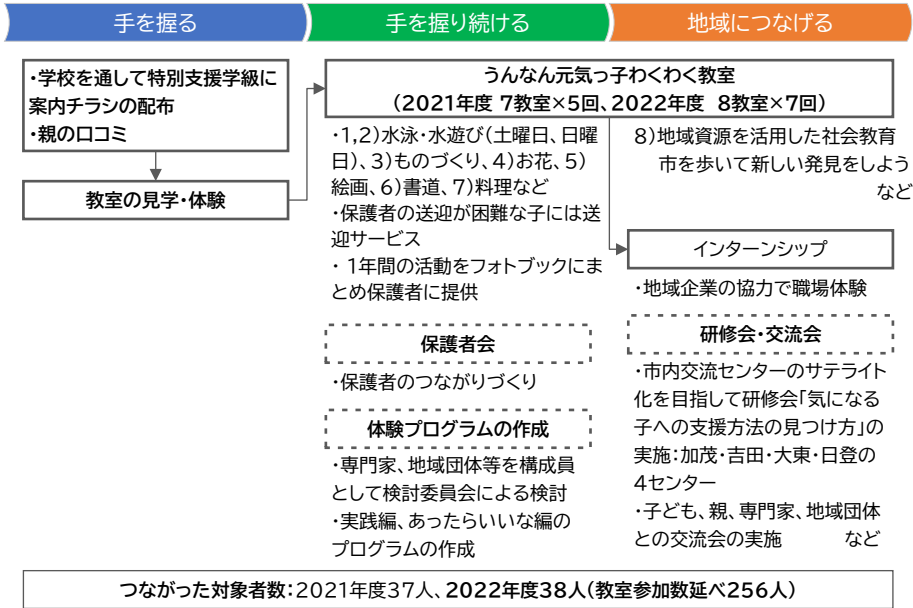 手を握る
手を握り続ける
地域につなげる
・学校を通して特別支援学級に
案内チラシの配布
・親の口コミ
教室の見学・体験
うんなん元気っ子わくわく教室
(2021年度 7教室×5回、2022年度 8教室×7回)
・1,2)水泳・水遊び(土曜日、日曜
日)、3)ものづくり、4)お花、5)
絵画、6)書道、7)料理など
・保護者の送迎が困難な子には送
迎サービス
・ 1年間の活動をフォトブックにま
とめ保護者に提供
保護者会
・保護者のつながりづくり
体験プログラムの作成
・専門家、地域団体等を構成員
として検討委員会による検討
・実践編、あったらいいな編の
プログラムの作成
8)地域資源を活用した社会教育
市を歩いて新しい発見をしよう
など
インターンシップ
・地域企業の協力で職場体験
研修会・交流会
・市内交流センターのサテライト
化を目指して研修会「気になる
子への支援方法の見つけ方」の
実施:加茂・吉田・大東・日登の
4センター
・子ども、親、専門家、地域団体
との交流会の実施 など
つながった対象者数:2021年度37人、2022年度38人(教室参加数延べ256人)